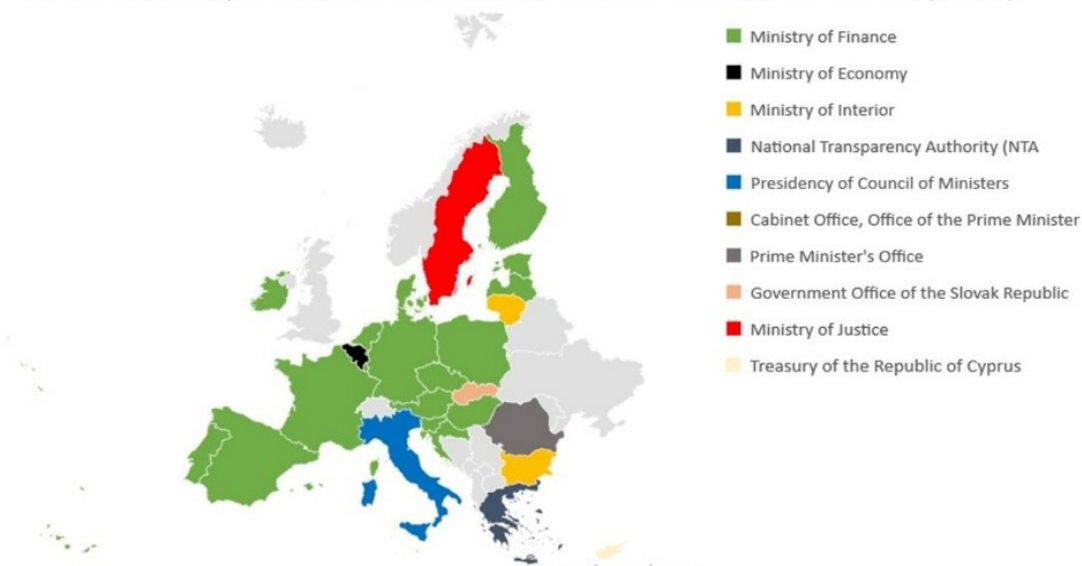 Ministry of Finance
Ministry of Economy
Ministry of Interior
National Transparency Authority (NTA
Presidency of Council of Ministers
Cabinet Office, Office of the Prime Minister
Prime Minister's Office
Government Office of the Slovak Republic
Ministry of Justice
Treasury of the Republic of Cyprus